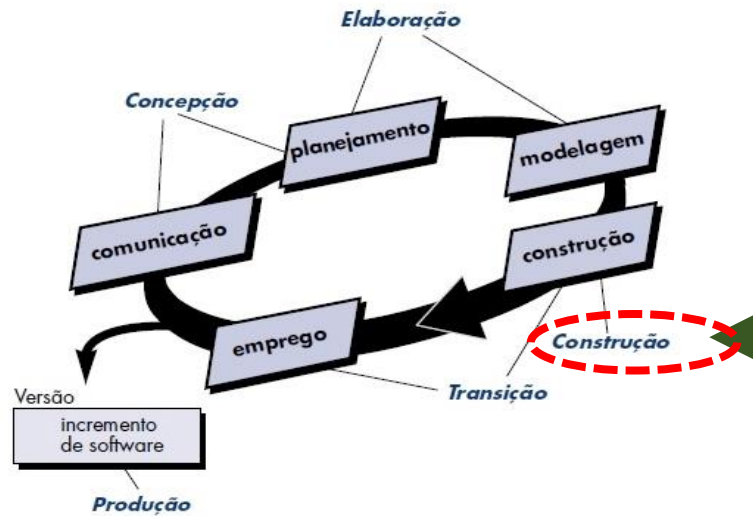 Elaboração
Concepção
planejamento
modelagem
comunicação
construção
emprego
Construção
Transição
Versão
incremento
de software
Produção